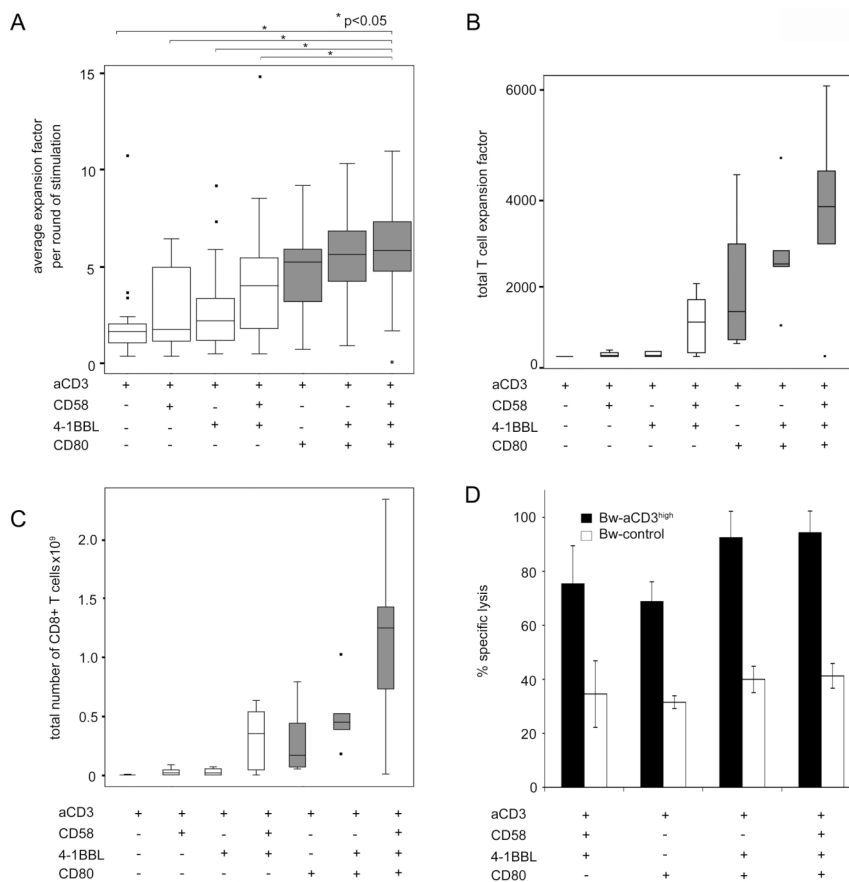 A
* p<0.05
*
*
*
*
average expansion factor
per round of stimulation
15
10
5
0
aCD3 + + + + + + +
CD58 - + - + - - +
4-1BBL - - + + - + +
CD80 - - - - + + +
B
total T cell expansion factor
6000
4000
2000
0
aCD3 + + + + + + +
CD58 - + - + - - +
4-1BBL - - + + - + +
CD80 - - - - + + +
C
total number of CD8+ T cells x10⁹
2.0
1.5
1.0
0.5
0
aCD3 + + + + + + +
CD58 - + - + - - +
4-1BBL - - + + - + +
CD80 - - - - + + +
D
% specific lysis
100
80
60
40
20
0
Bw-aCD3ʰⁱᵍʰ
Bw-control
aCD3 + + + +
CD58 + - - +
4-1BBL + - + +
CD80 - + + +